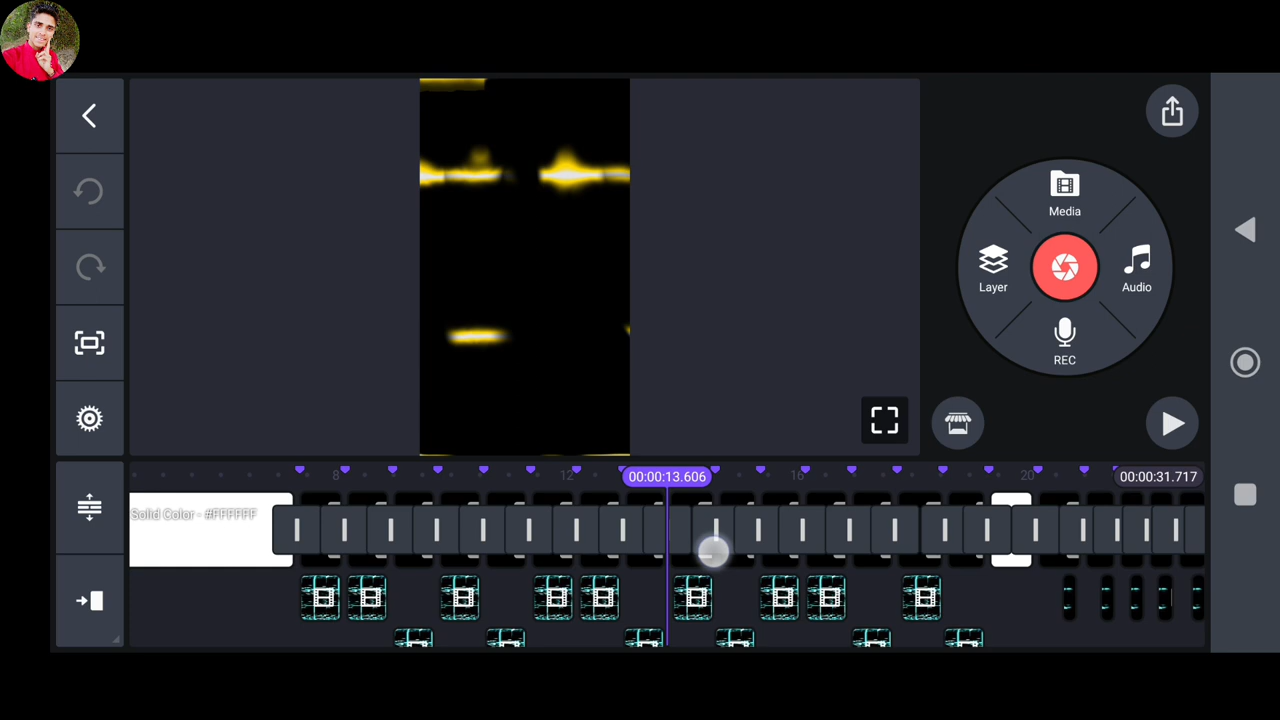 Media
Layer
Audio
REC
8
12
00:00:13.606
16
20
00:00:31.717
Solid Color - #FFFFFF